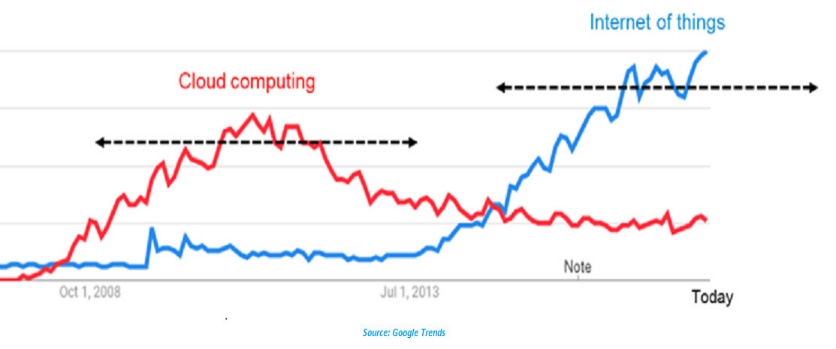 Internet of things
Cloud computing
Note
Oct 1, 2008
Jul 1, 2013
Today
Source: Google Trends